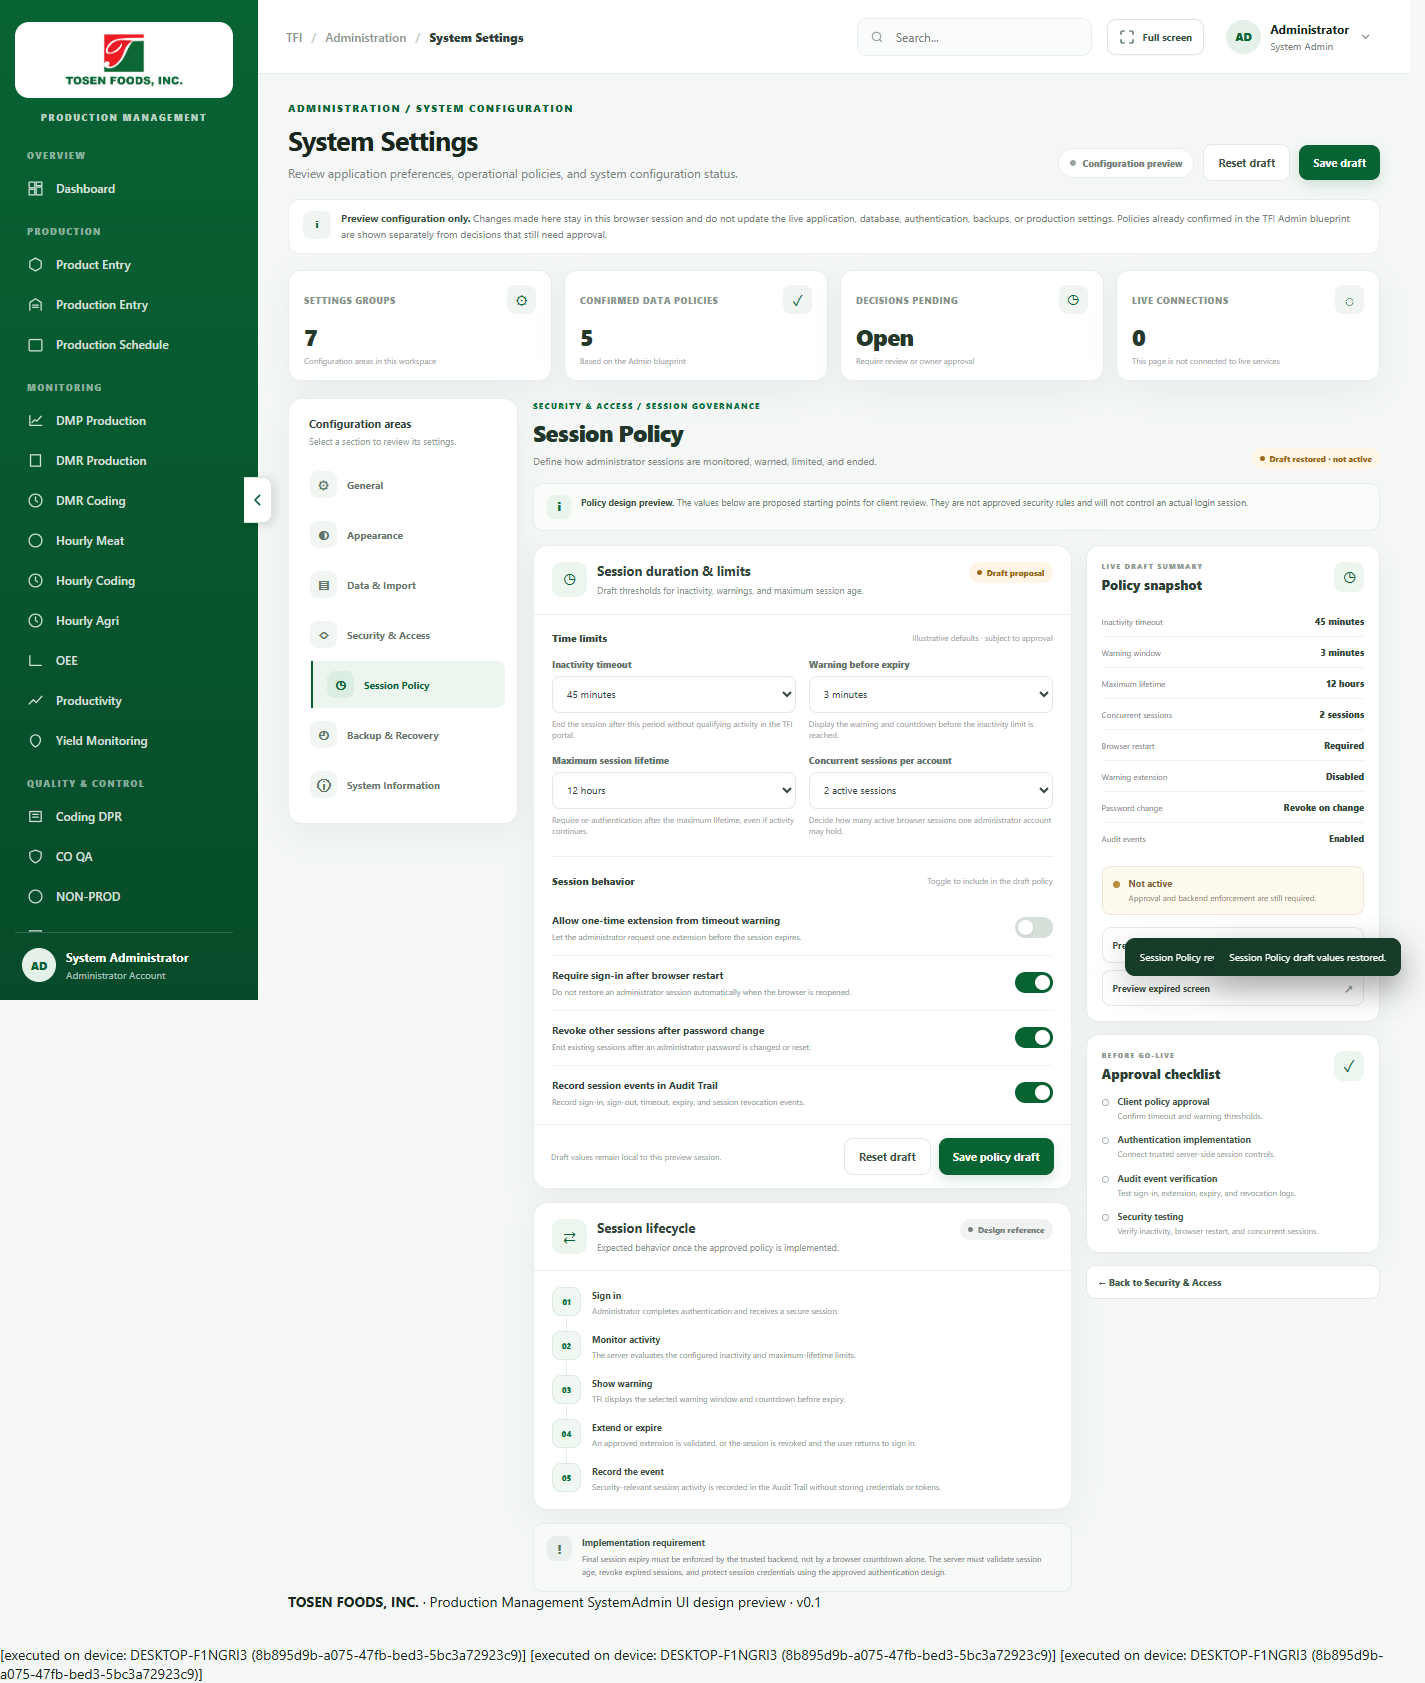 TOSEN FOODS, INC.
PRODUCTION MANAGEMENT
OVERVIEW
Dashboard
PRODUCTION
Product Entry
Production Entry
Production Schedule
MONITORING
DMP Production
DMR Production
DMR Coding
Hourly Meat
Hourly Coding
Hourly Agri
OEE
Productivity
Yield Monitoring
QUALITY & CONTROL
Coding DPR
CO QA
NON-PROD
AD
System Administrator
Administrator Account
TFI / Administration / System Settings
Search...
Full screen
AD
Administrator
System Admin
ADMINISTRATION / SYSTEM CONFIGURATION
System Settings
Review application preferences, operational policies, and system configuration status.
Configuration preview
Reset draft
Save draft
Preview configuration only. Changes made here stay in this browser session and do not update the live application, database, authentication, backups, or production settings. Policies already confirmed in the TFI Admin blueprint
are shown separately from decisions that still need approval.
SETTINGS GROUPS
7
Configuration areas in this workspace
CONFIRMED DATA POLICIES
5
Based on the Admin blueprint
DECISIONS PENDING
Open
Require review or owner approval
LIVE CONNECTIONS
0
This page is not connected to live services
Configuration areas
Select a section to review its settings.
General
Appearance
Data & Import
Security & Access
Session Policy
Backup & Recovery
System Information
SECURITY & ACCESS / SESSION GOVERNANCE
Session Policy
Define how administrator sessions are monitored, warned, limited, and ended.
Draft restored · not active
Policy design preview. The values below are proposed starting points for client review. They are not approved security rules and will not control an actual login session.
Session duration & limits
Draft thresholds for inactivity, warnings, and maximum session age.
Draft proposal
Time limits
Illustrative defaults · subject to approval
Inactivity timeout
45 minutes
End the session after this period without qualifying activity in the TFI
portal.
Warning before expiry
3 minutes
Display the warning and countdown before the inactivity limit is
reached.
Maximum session lifetime
12 hours
Require re-authentication after the maximum lifetime, even if activity
continues.
Concurrent sessions per account
2 active sessions
Decide how many active browser sessions one administrator account
may hold.
Session behavior
Toggle to include in the draft policy
Allow one-time extension from timeout warning
Let the administrator request one extension before the session expires.
Require sign-in after browser restart
Do not restore an administrator session automatically when the browser is reopened.
Revoke other sessions after password change
End existing sessions after an administrator password is changed or reset.
Record session events in Audit Trail
Record sign-in, sign-out, timeout, expiry, and session revocation events.
Draft values remain local to this preview session.
Reset draft
Save policy draft
Session lifecycle
Expected behavior once the approved policy is implemented.
Design reference
01
Sign in
Administrator completes authentication and receives a secure session.
02
Monitor activity
The server evaluates the configured inactivity and maximum-lifetime limits.
03
Show warning
TFI displays the selected warning window and countdown before expiry.
04
Extend or expire
An approved extension is validated, or the session is revoked and the user returns to sign in.
05
Record the event
Security-relevant session activity is recorded in the Audit Trail without storing credentials or tokens.
Implementation requirement
Final session expiry must be enforced by the trusted backend, not by a browser countdown alone. The server must validate session
age, revoke expired sessions, and protect session credentials using the approved authentication design.
LIVE DRAFT SUMMARY
Policy snapshot
Inactivity timeout 45 minutes
Warning window 3 minutes
Maximum lifetime 12 hours
Concurrent sessions 2 sessions
Browser restart Required
Warning extension Disabled
Password change Revoke on change
Audit events Enabled
Not active
Approval and backend enforcement are still required.
Pre
Session Policy re
Session Policy draft values restored.
Preview expired screen ↗
BEFORE GO-LIVE
Approval checklist
Client policy approval
Confirm timeout and warning thresholds.
Authentication implementation
Connect trusted server-side session controls.
Audit event verification
Test sign-in, extension, expiry, and revocation logs.
Security testing
Verify inactivity, browser restart, and concurrent sessions.
← Back to Security & Access
TOSEN FOODS, INC. · Production Management SystemAdmin UI design preview · v0.1
[executed on device: DESKTOP-F1NGRI3 (8b895d9b-a075-47fb-bed3-5bc3a72923c9)] [executed on device: DESKTOP-F1NGRI3 (8b895d9b-a075-47fb-bed3-5bc3a72923c9)] [executed on device: DESKTOP-F1NGRI3 (8b895d9b-
a075-47fb-bed3-5bc3a72923c9)]